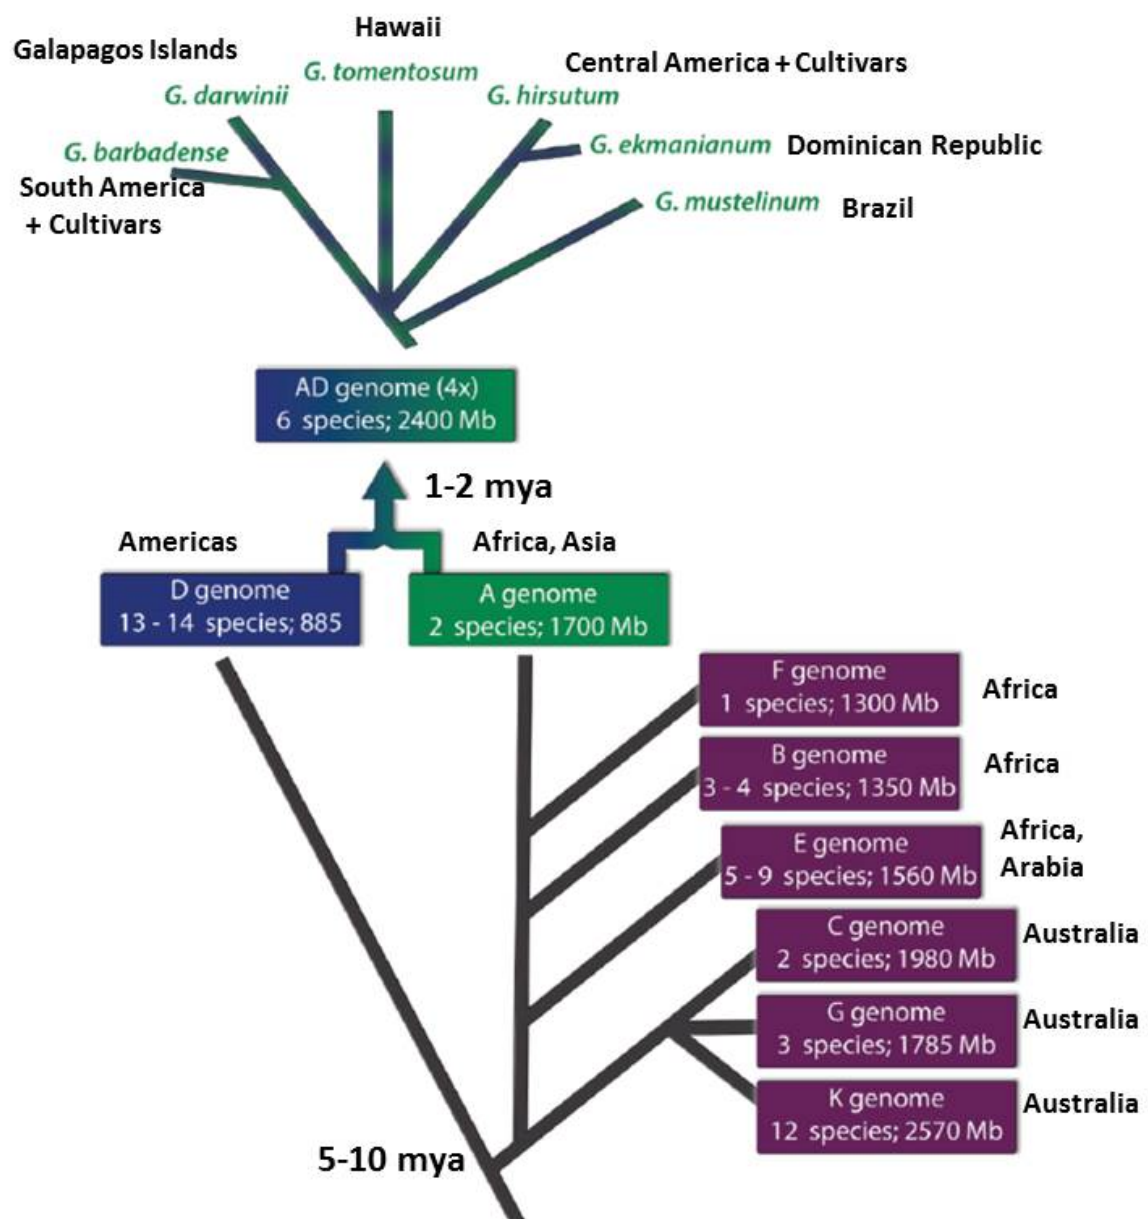 Hawaii
Galapagos Islands
G. tomentosum
Central America + Cultivars
G. darwinii
G. hirsutum
G. barbadense
G. ekmanianum
Dominican Republic
South America
+ Cultivars
G. mustelinum
Brazil
AD genome (4x)
6 species; 2400 Mb
1-2 mya
Americas
Africa, Asia
D genome
13 - 14 species; 885
A genome
2 species; 1700 Mb
F genome
1 species; 1300 Mb
Africa
B genome
3 - 4 species; 1350 Mb
Africa
E genome
5 - 9 species; 1560 Mb
Africa,
Arabia
C genome
2 species; 1980 Mb
Australia
G genome
3 species; 1785 Mb
Australia
K genome
12 species; 2570 Mb
Australia
5-10 mya